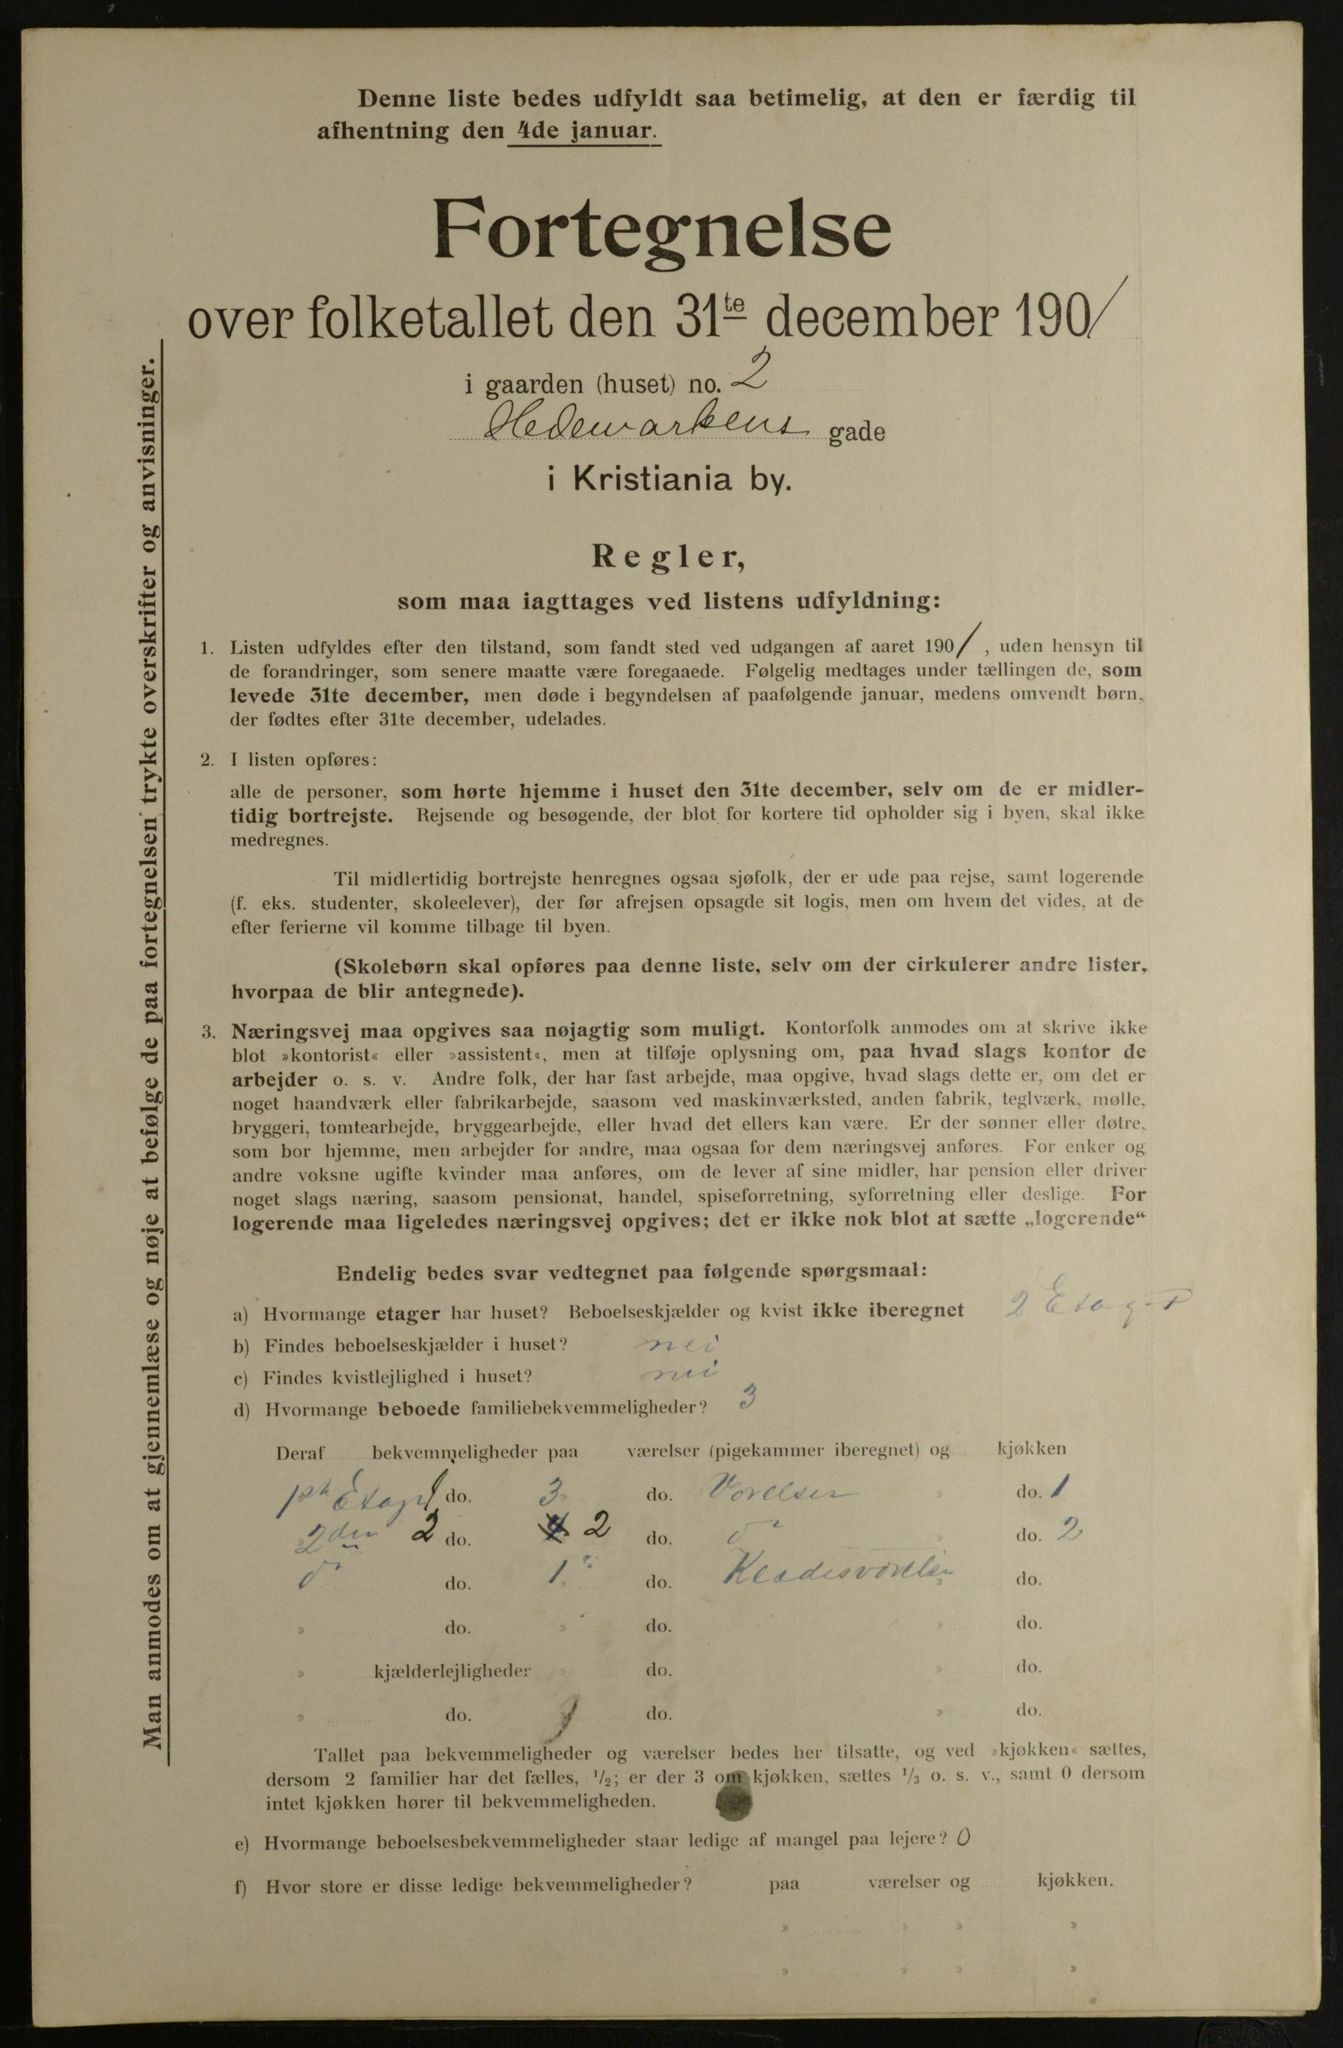 Denne liste bedes udfyldt saa betimelig, at den er færdig til
afhentning den 4de januar.
Fortegnelse
over folketallet den 31te december 1901
i gaarden (huset) no. 2
Hedemarkens gade
i Kristiania by.
Regler,
som maa iagttages ved listens udfyldning:
1. Listen udfyldes efter den tilstand, som fandt sted ved udgangen af aaret 1901, uden hensyn til
de forandringer, som senere maatte være foregaaede. Følgelig medtages under tællingen de, som
levede 31te december, men døde i begyndelsen af paafølgende januar, medens omvendt børn,
der fødtes efter 31te december, udelades.
2. I listen opføres:
alle de personer, som hørte hjemme i huset den 31te december, selv om de er midler-
tidig bortrejste. Rejsende og besøgende, der blot for kortere tid opholder sig i byen, skal ikke
medregnes.
Til midlertidig bortrejste henregnes ogsaa sjøfolk, der er ude paa rejse, samt logerende
(f. eks. studenter, skoleelever), der før afrejsen opsagde sit logis, men om hvem det vides, at de
efter ferierne vil komme tilbage til byen.
(Skolebørn skal opføres paa denne liste, selv om der cirkulerer andre lister,
hvorpaa de blir antegnede).
3. Næringsvej maa opgives saa nøjagtig som muligt. Kontorfolk anmodes om at skrive ikke
blot »kontorist« eller »assistent«, men at tilføje oplysning om, paa hvad slags kontor de
arbejder o. s. v. Andre folk, der har fast arbejde, maa opgive, hvad slags dette er, om det er
noget haandværk eller fabrikarbejde, saasom ved maskinværksted, anden fabrik, teglværk, mølle,
bryggeri, tomtearbejde, bryggearbejde, eller hvad det ellers kan være. Er der sønner eller døtre,
som bor hjemme, men arbejder for andre, maa ogsaa for dem næringsvej anføres. For enker og
andre voksne ugifte kvinder maa anføres, om de lever af sine midler, har pension eller driver
noget slags næring, saasom pensionat, handel, spiseforretning, syforretning eller deslige. For
logerende maa ligeledes næringsvej opgives; det er ikke nok blot at sætte „logerende“
Endelig bedes svar vedtegnet paa følgende spørgsmaal:
a) Hvormange etager har huset? Beboelseskjælder og kvist ikke iberegnet 2
b) Findes beboelseskjælder i huset? nei
c) Findes kvistlejlighed i huset? nei
d) Hvormange beboede familiebekvemmeligheder? 3
Deraf bekvemmeligheder paa værelser (pigekammer iberegnet) og kjøkken
1 do. 3 do. » do. 1
2den 2 do. 2 do. » do. 2
do. 1 do. » do.
» do. » do. » do.
» kjælderlejligheder » do. » do.
» do. » do. » do.
Tallet paa bekvemmeligheder og værelser bedes her tilsatte, og ved »kjøkken« sættes,
dersom 2 familier har det fælles, 1/2; er der 3 om kjøkken, sættes 1/3 o. s. v., samt 0 dersom
intet kjøkken hører til bekvemmeligheden.
e) Hvormange beboelsesbekvemmeligheder staar ledige af mangel paa lejere? 0
f) Hvor store er disse ledige bekvemmeligheder? paa værelser og kjøkken.
» » » »
» » » »
Man anmodes om at gjennemlæse og nøje at befølge de paa fortegnelsen trykte overskrifter og anvisninger.